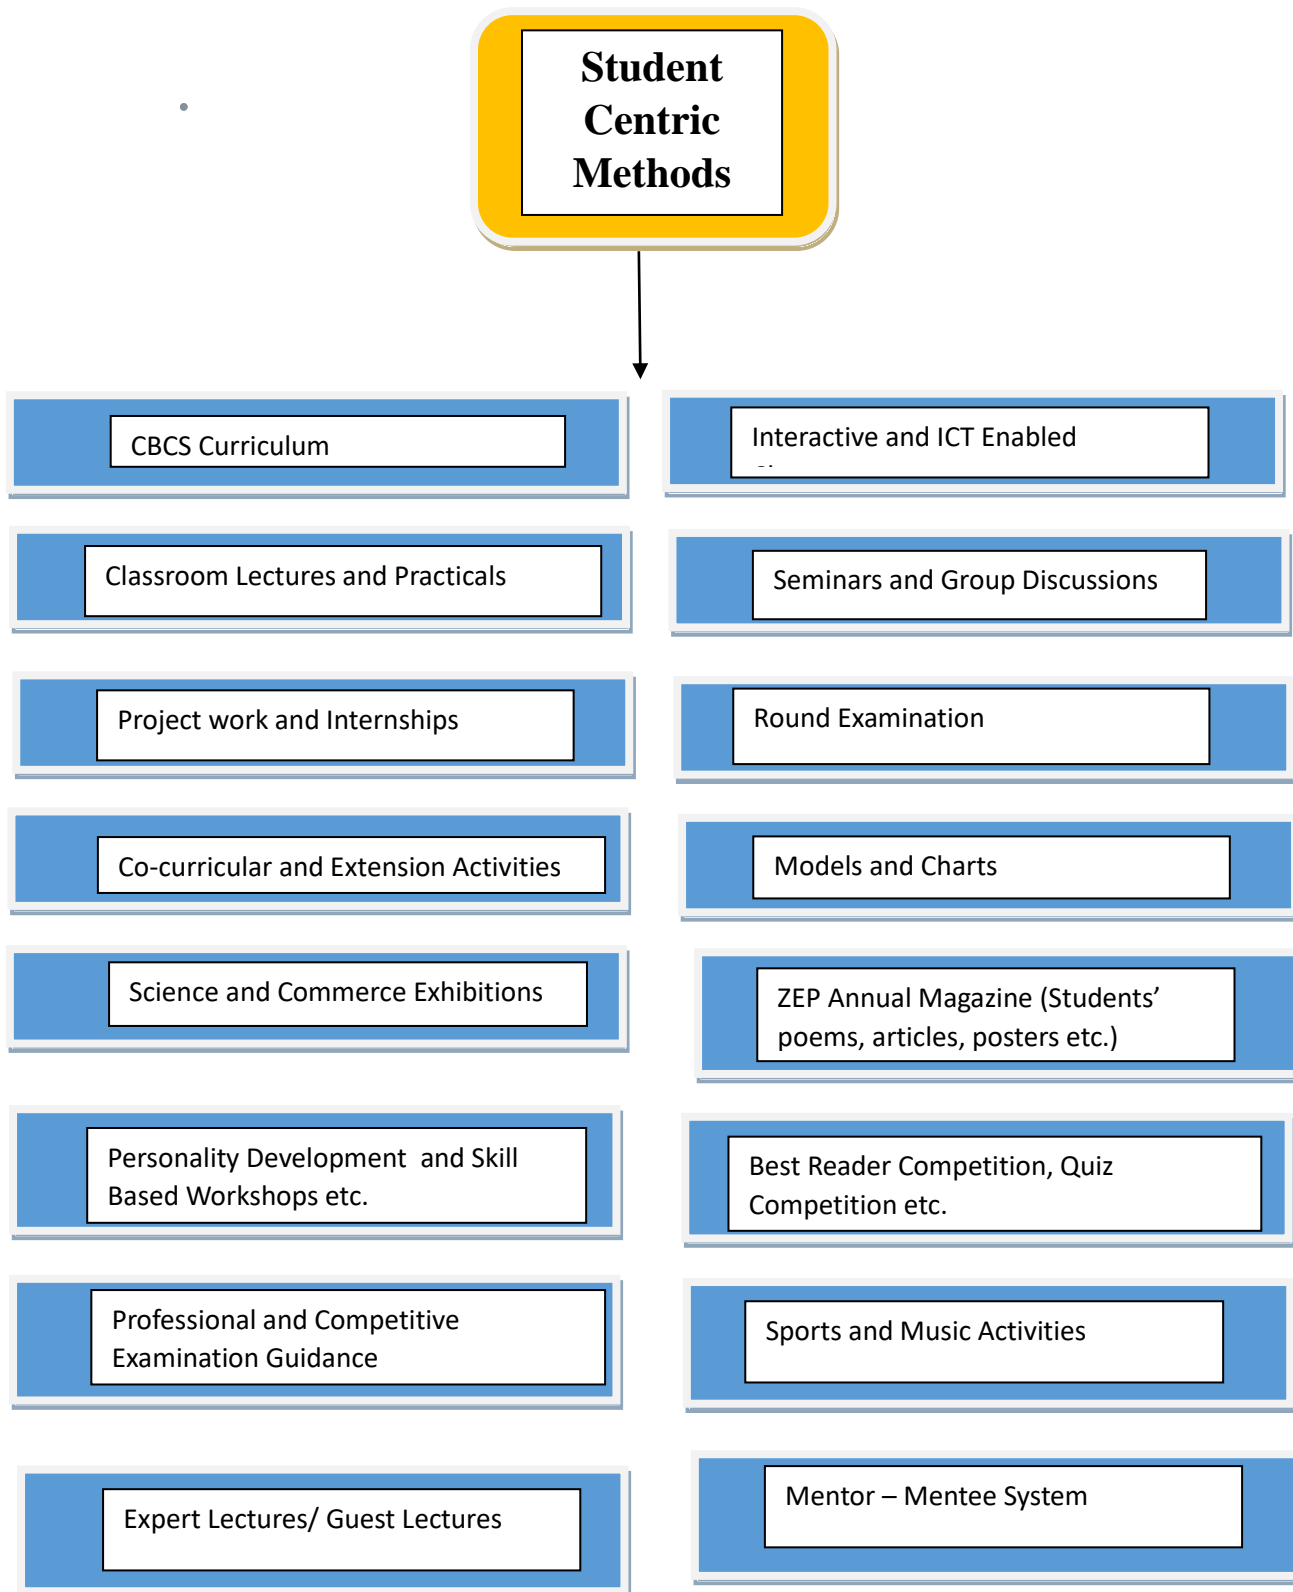 Student
Centric
Methods
CBCS Curriculum
Interactive and ICT Enabled
Classroom Lectures and Practicals
Seminars and Group Discussions
Project work and Internships
Round Examination
Co-curricular and Extension Activities
Models and Charts
Science and Commerce Exhibitions
ZEP Annual Magazine (Students’
poems, articles, posters etc.)
Personality Development  and Skill
Based Workshops etc.
Best Reader Competition, Quiz
Competition etc.
Professional and Competitive
Examination Guidance
Sports and Music Activities
Expert Lectures/ Guest Lectures
Mentor – Mentee System